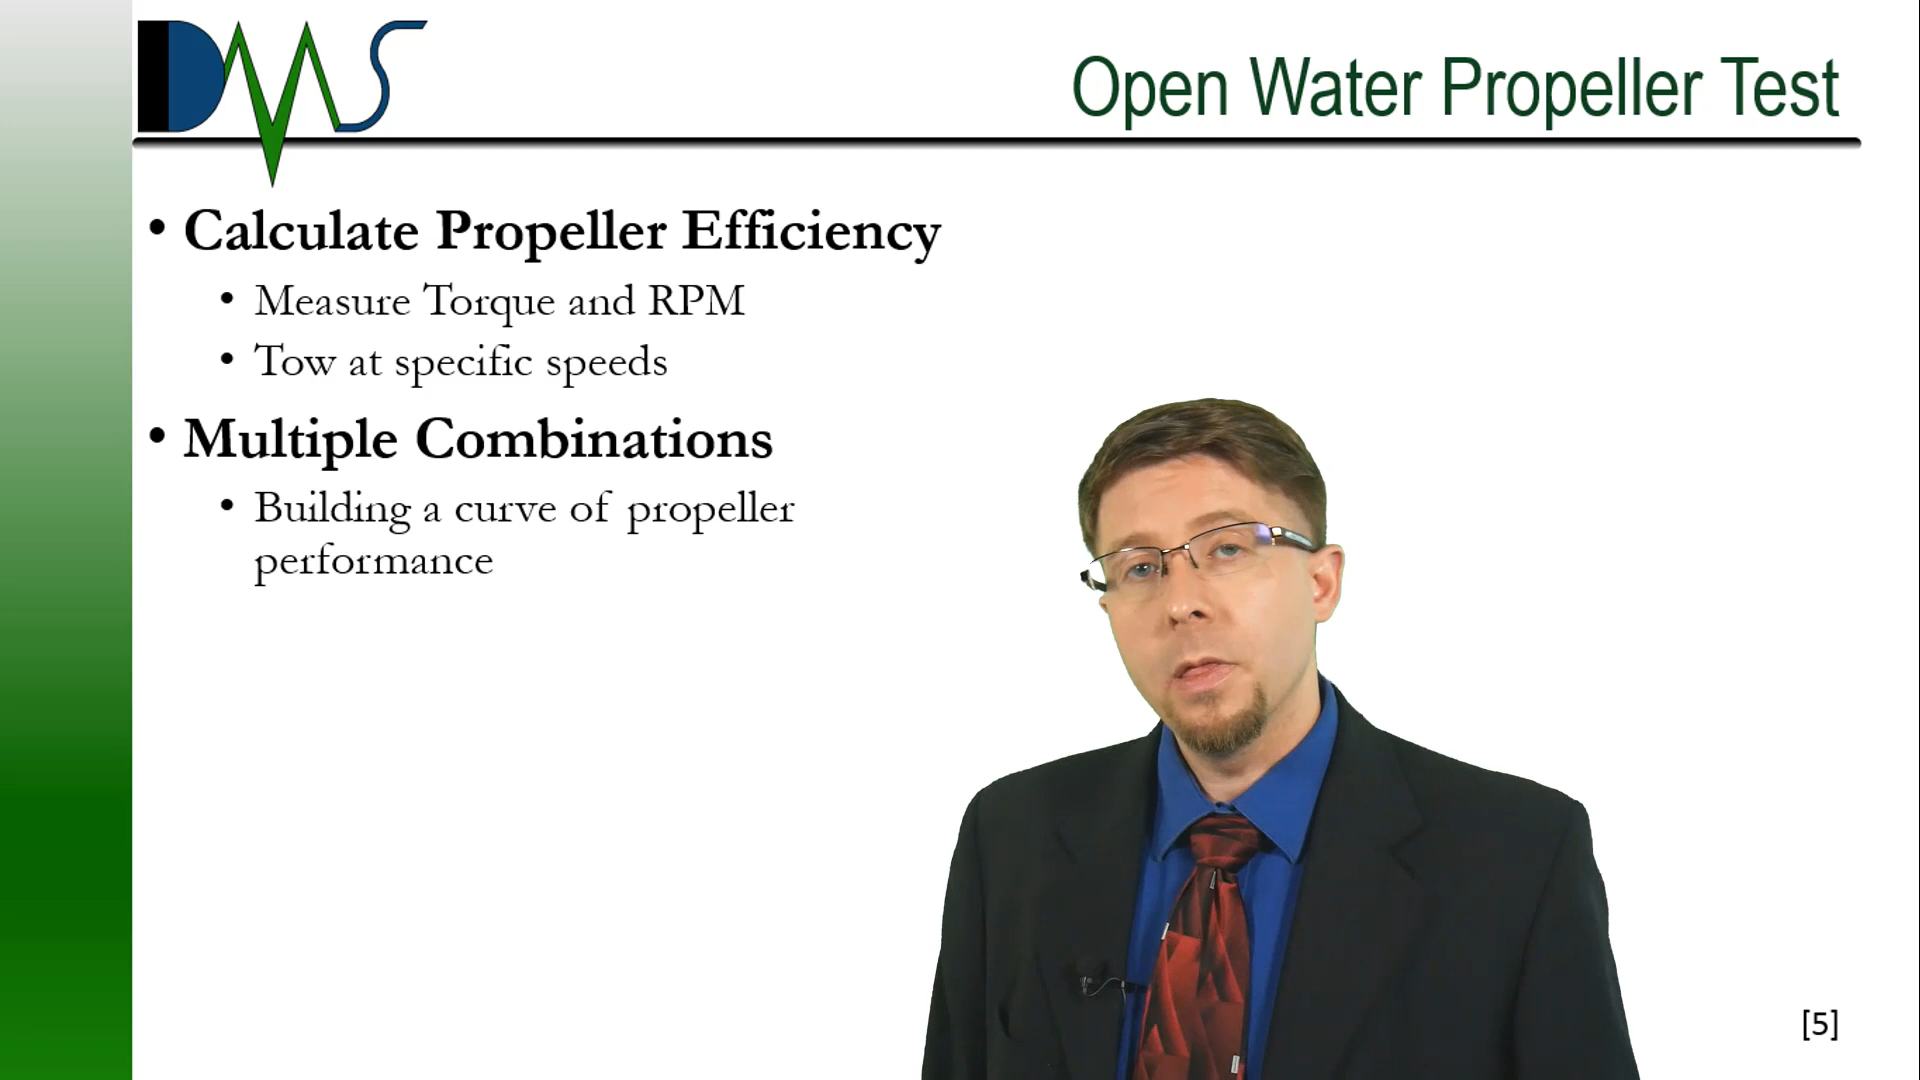 DMS
Open Water Propeller Test
• Calculate Propeller Efficiency
• Measure Torque and RPM
• Tow at specific speeds
• Multiple Combinations
• Building a curve of propeller
performance
[5]